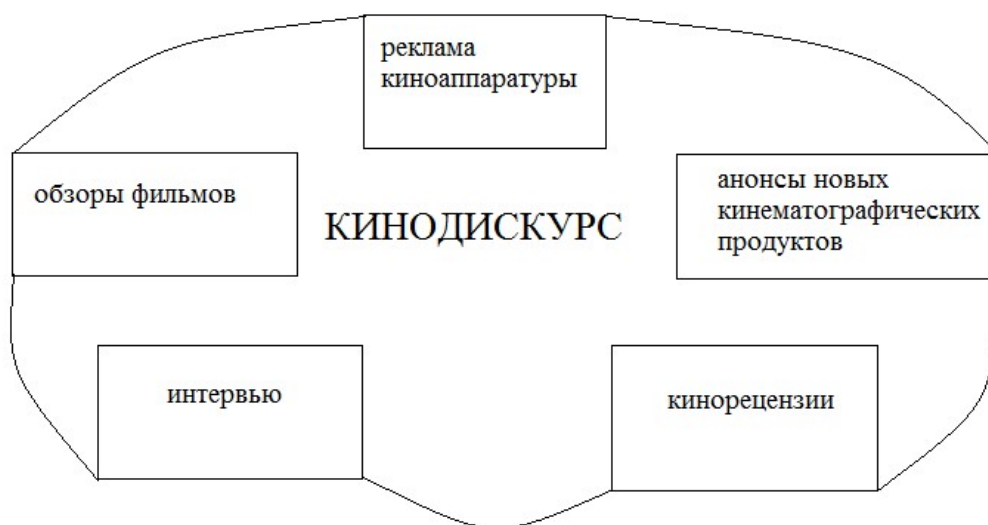 реклама
киноаппаратуры
обзоры фильмов
анонсы новых
кинематографических
продуктов
КИНОДИСКУРС
интервью
кинорецензии